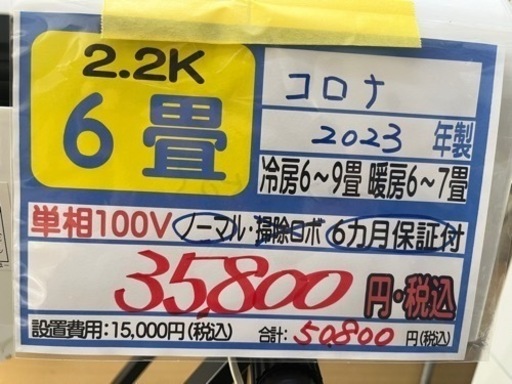 2.2K
6畳
コロナ
2023 年製
冷房6～9畳 暖房6～7畳
単相100V ノーマル・掃除ロボ 6カ月保証付
35,800 円・税込
設置費用:15,000円(税込) 合計:50,800 円(税込)